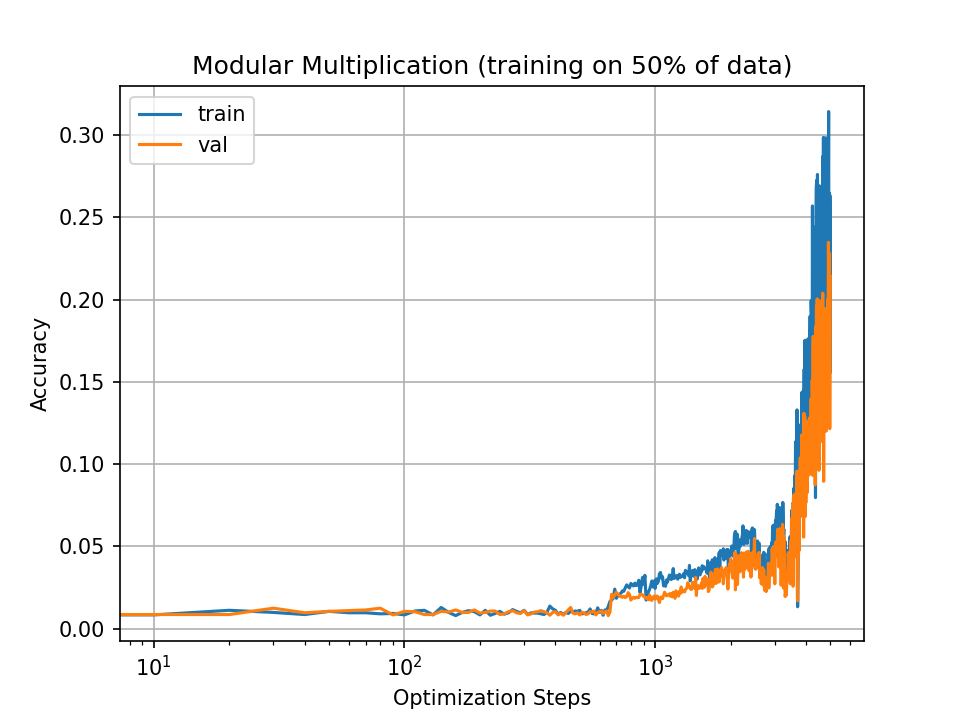 Modular Multiplication (training on 50% of data)
train
val
0.30
0.25
0.20
0.15
0.10
0.05
0.00
Accuracy
10¹
10²
10³
Optimization Steps